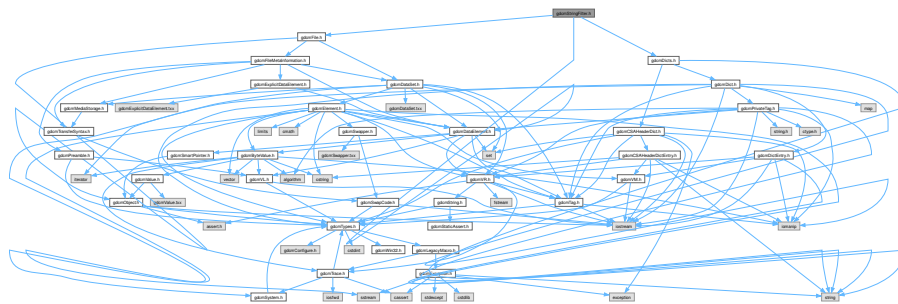 gdcmStringFilter.h
gdcmFile.h
gdcmFileMetaInformation.h
gdcmDicts.h
gdcmExplicitDataElement.h
gdcmDataSet.h
gdcmDict.h
gdcmMediaStorage.h
gdcmExplicitDataElement.txx
gdcmElement.h
gdcmDataSet.txx
gdcmPrivateTag.h
map
gdcmTransferSyntax.h
limits
cmath
gdcmSwapper.h
gdcmDataElement.h
gdcmCSAHeaderDict.h
string.h
ctype.h
gdcmPreamble.h
gdcmSmartPointer.h
gdcmByteValue.h
gdcmSwapper.txx
set
gdcmCSAHeaderDictEntry.h
gdcmDictEntry.h
iterator
gdcmValue.h
vector
gdcmVL.h
algorithm
cstring
gdcmVR.h
gdcmVM.h
gdcmObject.h
gdcmValue.txx
gdcmSwapCode.h
gdcmString.h
fstream
gdcmTag.h
assert.h
gdcmTypes.h
gdcmStaticAssert.h
iostream
iomanip
gdcmConfigure.h
cstdint
gdcmWin32.h
gdcmLegacyMacro.h
gdcmTrace.h
gdcmException.h
gdcmSystem.h
iosfwd
sstream
cassert
stdexcept
cstdlib
exception
string